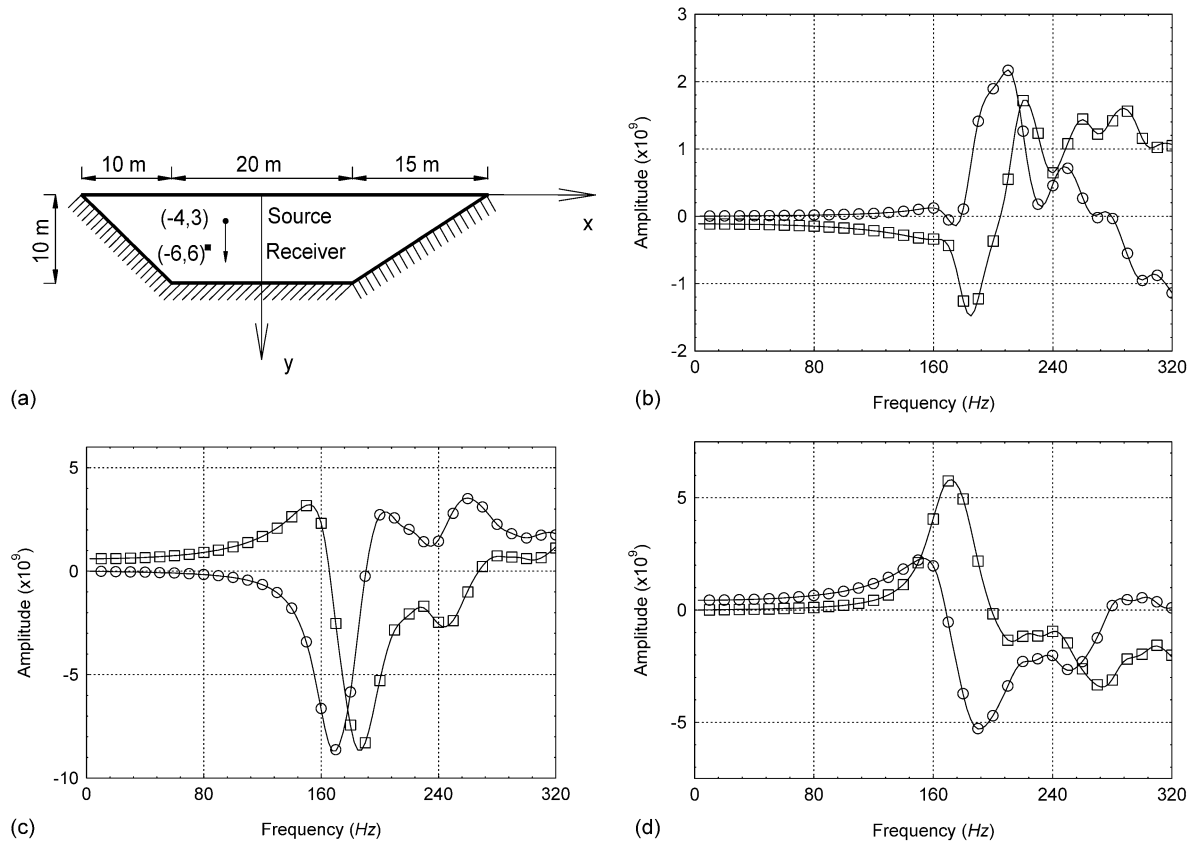 10 m 20 m 15 m
10 m
(-4,3) Source
(-6,6) Receiver
x
y
(a)
3
2
1
0
-1
-2
Amplitude (x10⁹)
0 80 160 240 320
Frequency (Hz)
(b)
5
0
-5
-10
Amplitude (x10⁹)
0 80 160 240 320
Frequency (Hz)
(c)
5
0
-5
Amplitude (x10⁹)
0 80 160 240 320
Frequency (Hz)
(d)